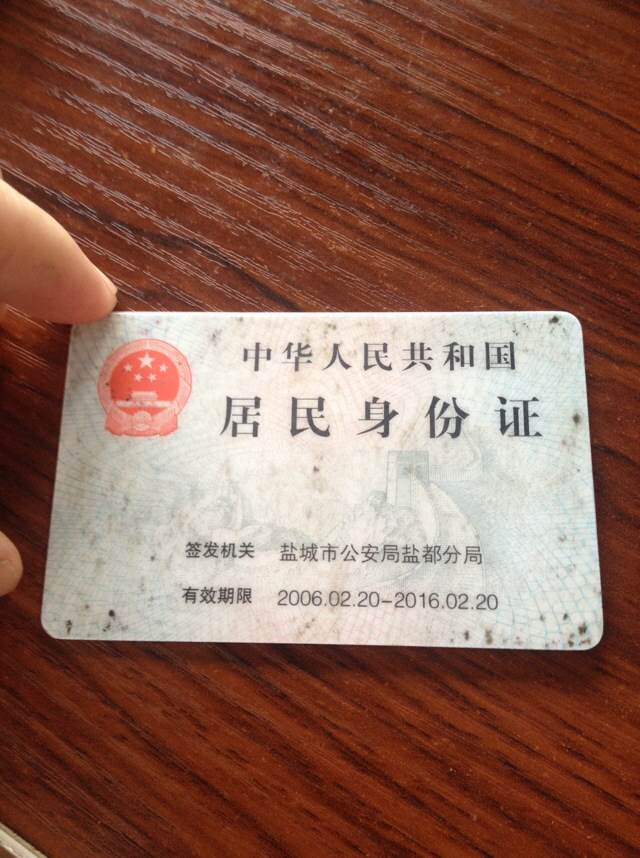 中华人民共和国
居民身份证
签发机关 盐城市公安局盐都分局
有效期限 2006.02.20-2016.02.20